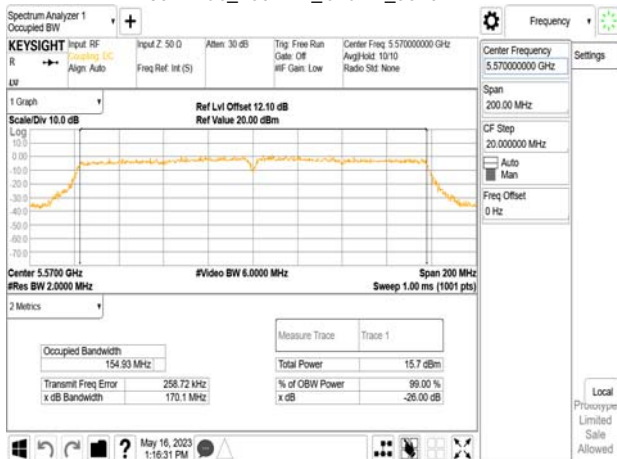 Spectrum Analyzer 1
Occupied BW
Frequency
KEYSIGHT
Input: RF
Coupling: DC
Align: Auto
Input Z: 50 Ω
Freq Ref: Int (S)
Atten: 30 dB
Trig: Free Run
Gate: Off
#IF Gain: Low
Center Freq: 5.570000000 GHz
Avg|Hold: 10/10
Radio Std: None
R
LVI
Center Frequency
5.570000000 GHz
Settings
Span
200.00 MHz
CF Step
20.000000 MHz
Auto
Man
Freq Offset
0 Hz
1 Graph
Scale/Div 10.0 dB
Ref Lvl Offset 12.10 dB
Ref Value 20.00 dBm
Log
10.0
0.00
-10.0
-20.0
-30.0
-40.0
-50.0
-60.0
-70.0
Center 5.5700 GHz
#Video BW 6.0000 MHz
Span 200 MHz
#Res BW 2.0000 MHz
Sweep 1.00 ms (1001 pts)
2 Metrics
Measure Trace
Trace 1
Occupied Bandwidth
154.93 MHz
Total Power
15.7 dBm
Transmit Freq Error
258.72 kHz
% of OBW Power
99.00 %
x dB Bandwidth
170.1 MHz
x dB
-26.00 dB
Local
Prototype
Limited
Sale
Allowed
May 16, 2023
1:16:31 PM